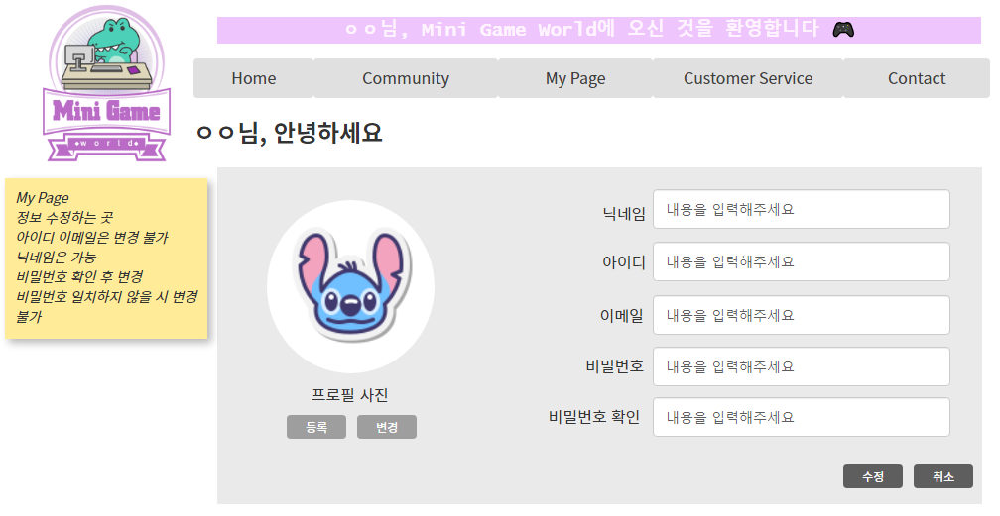 ㅇㅇ님, Mini Game World에 오신 것을 환영합니다 🎮
Mini Game
world
Home Community My Page Customer Service Contact
ㅇㅇ님, 안녕하세요
My Page
정보 수정하는 곳
아이디 이메일은 변경 불가
닉네임은 가능
비밀번호 확인 후 변경
비밀번호 일치하지 않을 시 변경
불가
프로필 사진
등록 변경
닉네임 내용을 입력해주세요
아이디 내용을 입력해주세요
이메일 내용을 입력해주세요
비밀번호 내용을 입력해주세요
비밀번호 확인 내용을 입력해주세요
수정 취소